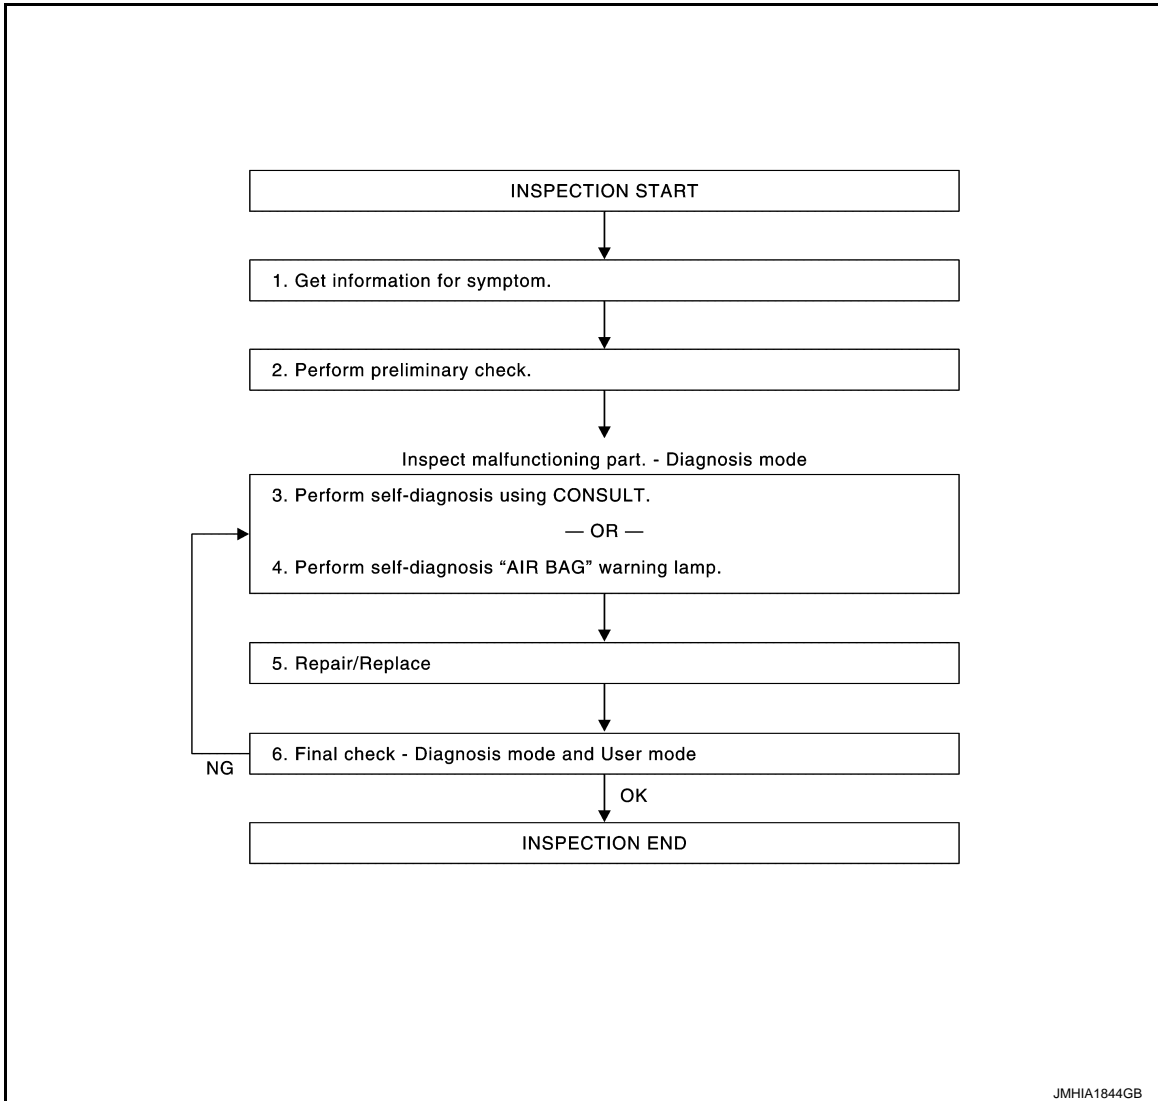 INSPECTION START
1. Get information for symptom.
2. Perform preliminary check.
Inspect malfunctioning part. - Diagnosis mode
3. Perform self-diagnosis using CONSULT.
— OR —
4. Perform self-diagnosis “AIR BAG” warning lamp.
5. Repair/Replace
6. Final check - Diagnosis mode and User mode
NG
OK
INSPECTION END
JMHIA1844GB